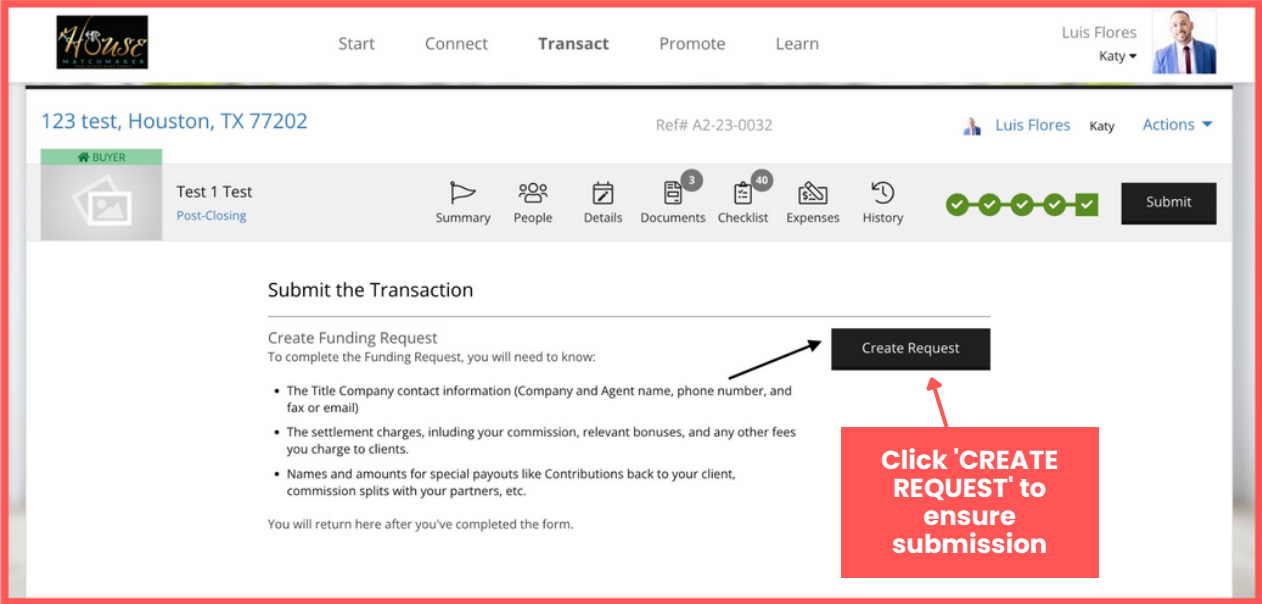 HOUSE
MATCHMAKER
Start
Connect
Transact
Promote
Learn
Luis Flores
Katy
123 test, Houston, TX 77202
Ref# A2-23-0032
Luis Flores
Katy
Actions
BUYER
Test 1 Test
Post-Closing
Summary
People
Details
3
Documents
40
Checklist
Expenses
History
Submit
Submit the Transaction
Create Funding Request
To complete the Funding Request, you will need to know:
• The Title Company contact information (Company and Agent name, phone number, and
fax or email)
• The settlement charges, inluding your commission, relevant bonuses, and any other fees
you charge to clients.
• Names and amounts for special payouts like Contributions back to your client,
commission splits with your partners, etc.
You will return here after you've completed the form.
Create Request
Click 'CREATE
REQUEST' to
ensure
submission